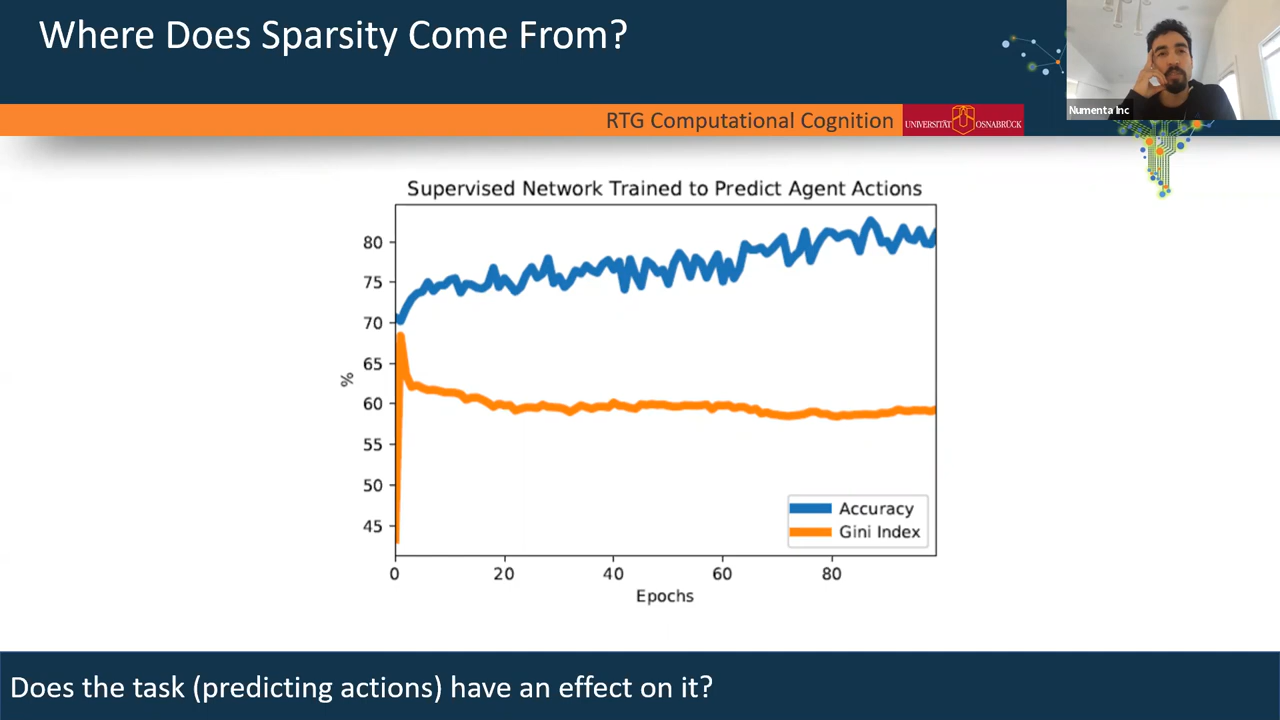 Where Does Sparsity Come From?
Numenta Inc
RTG Computational Cognition
UNIVERSITÄT OSNABRÜCK
Supervised Network Trained to Predict Agent Actions
80
75
70
65
60
55
50
45
%
0 20 40 60 80
Epochs
Accuracy
Gini Index
Does the task (predicting actions) have an effect on it?